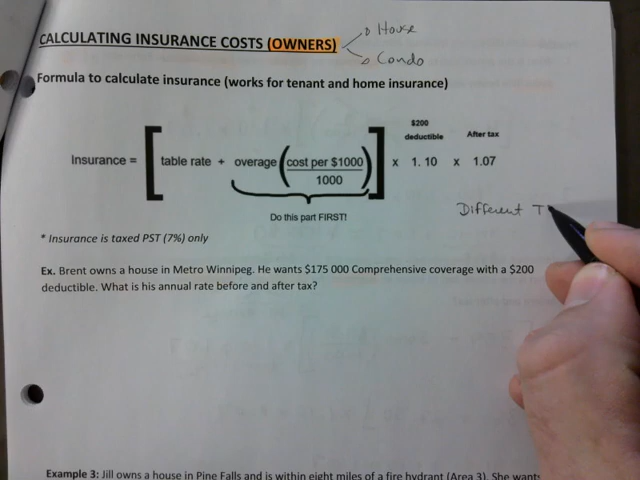 CALCULATING INSURANCE COSTS (OWNERS)
House
Condo
Formula to calculate insurance (works for tenant and home insurance)
$200
deductible
After tax
Insurance = [ table rate + overage ( cost per $1000 / 1000 ) ] x 1. 10 x 1.07
Do this part FIRST!
Different T
* Insurance is taxed PST (7%) only
Ex. Brent owns a house in Metro Winnipeg. He wants $175 000 Comprehensive coverage with a $200
deductible. What is his annual rate before and after tax?
Example 3: Jill owns a house in Pine Falls and is within eight miles of a fire hydrant (Area 3). She wants